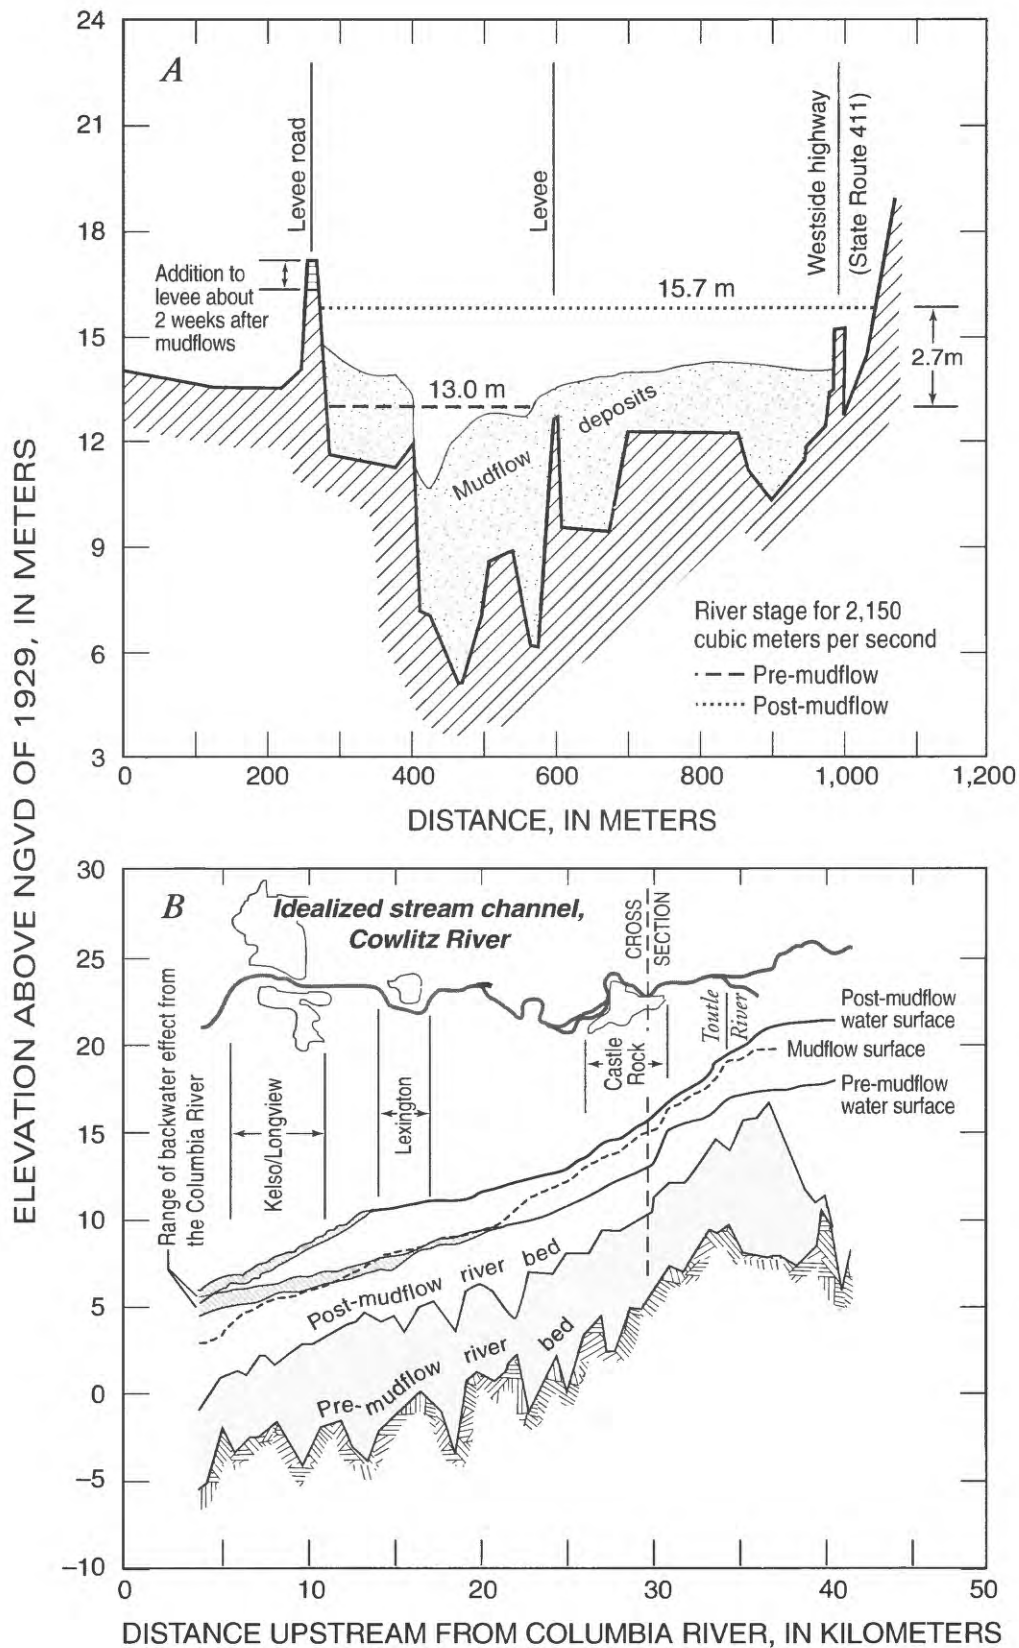 ELEVATION ABOVE NGVD OF 1929, IN METERS
A
24
21
18
15
12
9
6
3
Levee road
Levee
Westside highway
(State Route 411)
Addition to
levee about
2 weeks after
mudflows
15.7 m
2.7m
13.0 m
Mudflow
deposits
River stage for 2,150
cubic meters per second
Pre-mudflow
Post-mudflow
0
200
400
600
800
1,000
1,200
DISTANCE, IN METERS
B
30
25
20
15
10
5
0
−5
−10
Idealized stream channel,
Cowlitz River
CROSS
SECTION
Range of backwater effect from
the Columbia River
Kelso/Longview
Lexington
Castle
Rock
Toutle
River
Post-mudflow
water surface
Mudflow surface
Pre-mudflow
water surface
Post-mudflow river bed
Pre-mudflow river bed
0
10
20
30
40
50
DISTANCE UPSTREAM FROM COLUMBIA RIVER, IN KILOMETERS